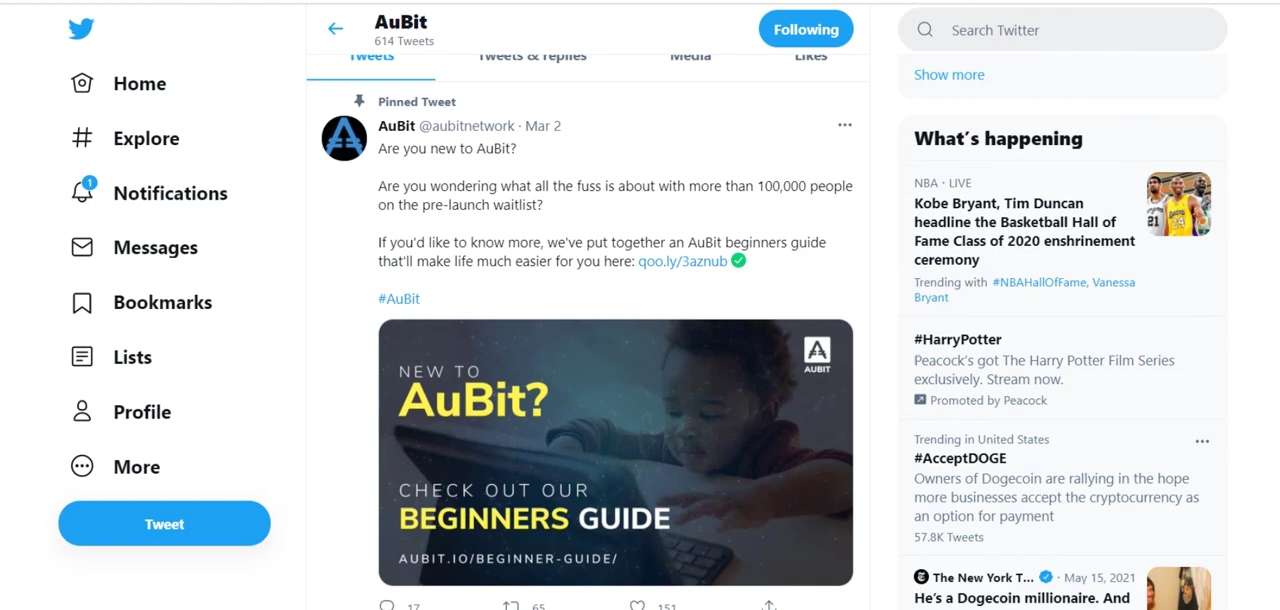 AuBit
614 Tweets
Following
Search Twitter
Home
Explore
1
Notifications
Messages
Bookmarks
Lists
Profile
More
Tweet
Tweets
Tweets & replies
Media
Likes
Pinned Tweet
AuBit @aubitnetwork · Mar 2
Are you new to AuBit?
Are you wondering what all the fuss is about with more than 100,000 people
on the pre-launch waitlist?
If you'd like to know more, we've put together an AuBit beginners guide
that'll make life much easier for you here: qoo.ly/3aznub
#AuBit
AUBIT
NEW TO
AuBit?
CHECK OUT OUR
BEGINNERS GUIDE
AUBIT.IO/BEGINNER-GUIDE/
17
65
151
Show more
What's happening
NBA · LIVE
Kobe Bryant, Tim Duncan
headline the Basketball Hall of
Fame Class of 2020 enshrinement
ceremony
Trending with #NBAHallOfFame, Vanessa
Bryant
#HarryPotter
Peacock's got The Harry Potter Film Series
exclusively. Stream now.
Promoted by Peacock
Trending in United States
#AcceptDOGE
Owners of Dogecoin are rallying in the hope
more businesses accept the cryptocurrency as
an option for payment
57.8K Tweets
The New York T... · May 15, 2021
He's a Dogecoin millionaire. And